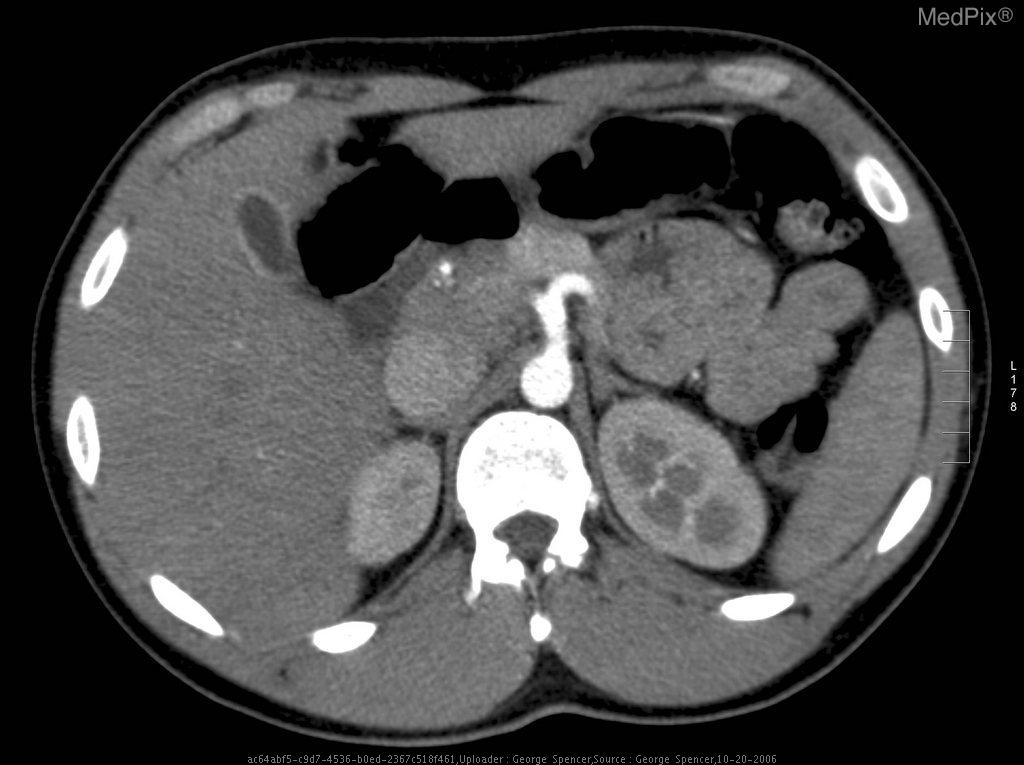 MedPix®
L
1
7
8
ac64abf5-c9d7-4536-b0ed-2367c518f461,Uploader : George Spencer,Source : George Spencer,10-20-2006